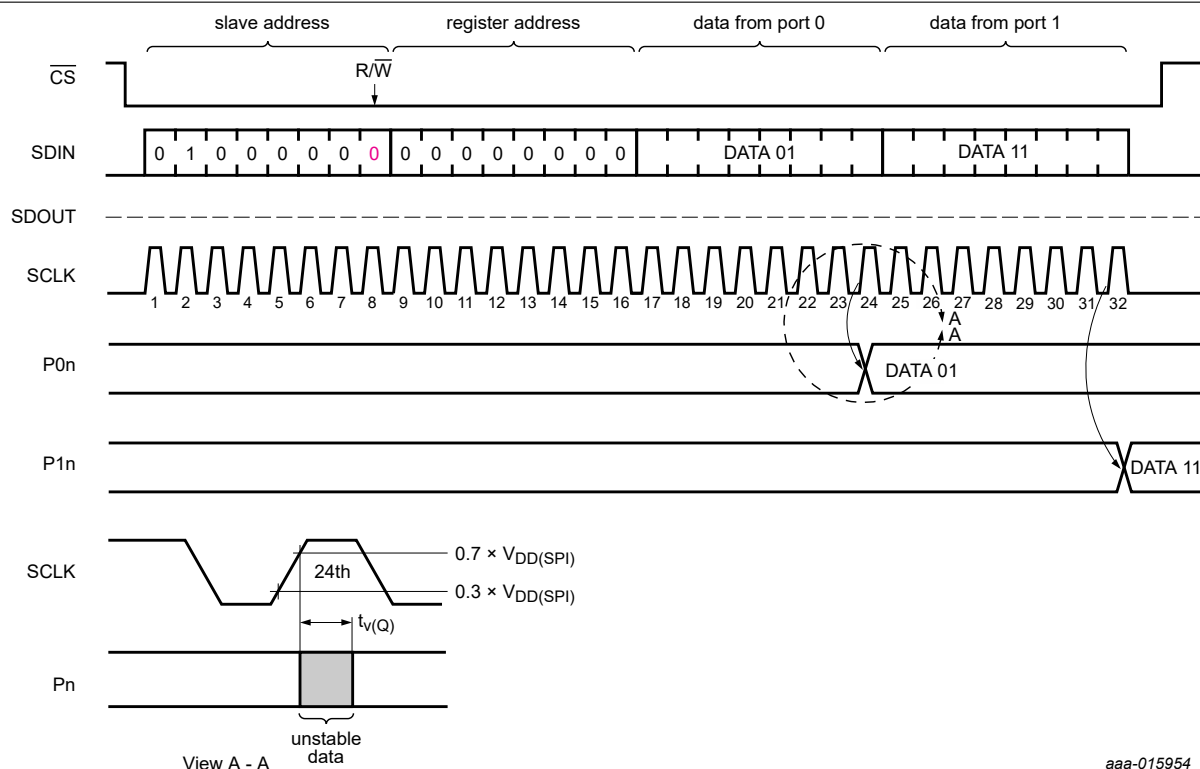 slave address register address data from port 0 data from port 1
R/W̅
C̅S̅
SDIN 0 1 0 0 0 0 0 0 0 0 0 0 0 0 0 0 DATA 01 DATA 11
SDOUT
SCLK
1 2 3 4 5 6 7 8 9 10 11 12 13 14 15 16 17 18 19 20 21 22 23 24 25 26 27 28 29 30 31 32
A
A
P0n DATA 01
P1n DATA 11
0.7 × VDD(SPI)
SCLK 24th
0.3 × VDD(SPI)
tv(Q)
Pn
unstable
data
View A - A
aaa-015954